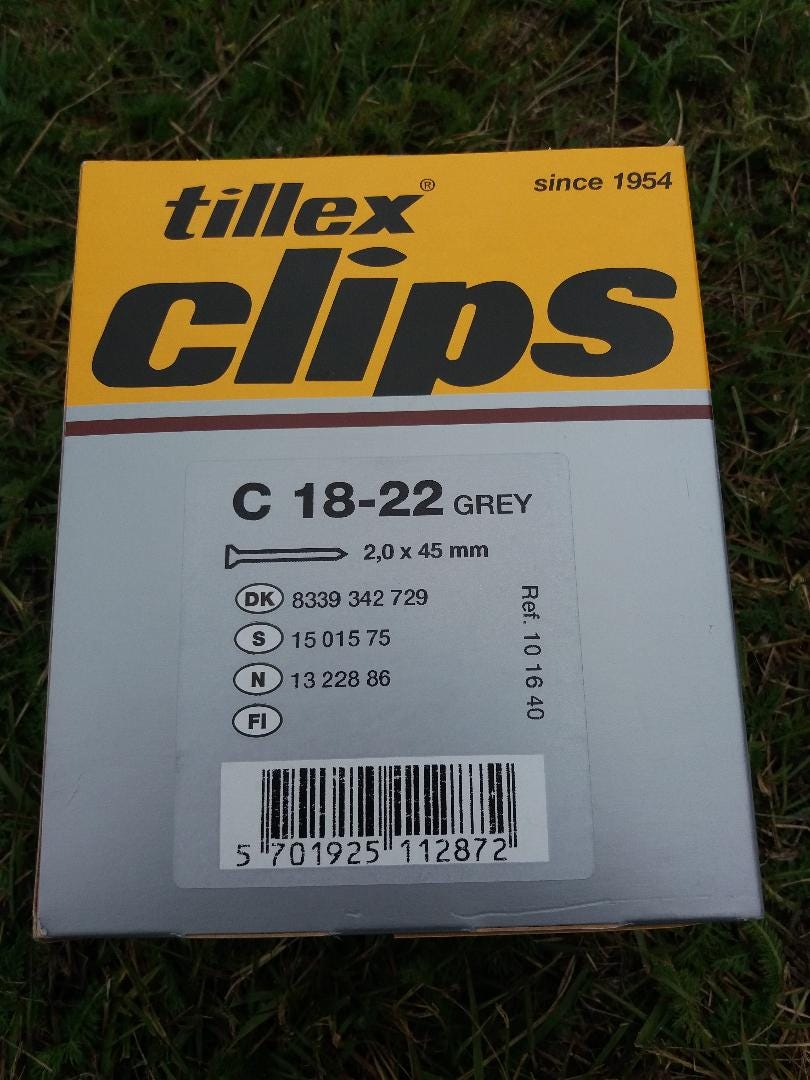 tillex®
since 1954
clips
C 18-22 GREY
2,0 x 45 mm
DK 8339 342 729
S 15 015 75
N 13 228 86
FI
Ref. 10 16 40
5 701925 112872